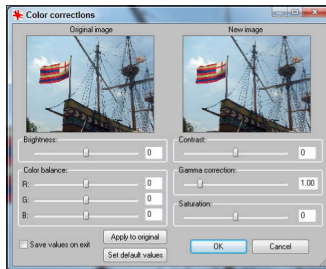 Color corrections
Original image
New image
Brightness:
0
Contrast:
0
Color balance:
R:
0
G:
0
B:
0
Gamma correction:
1.00
Saturation:
0
Save values on exit
Apply to original
Set default values
OK
Cancel